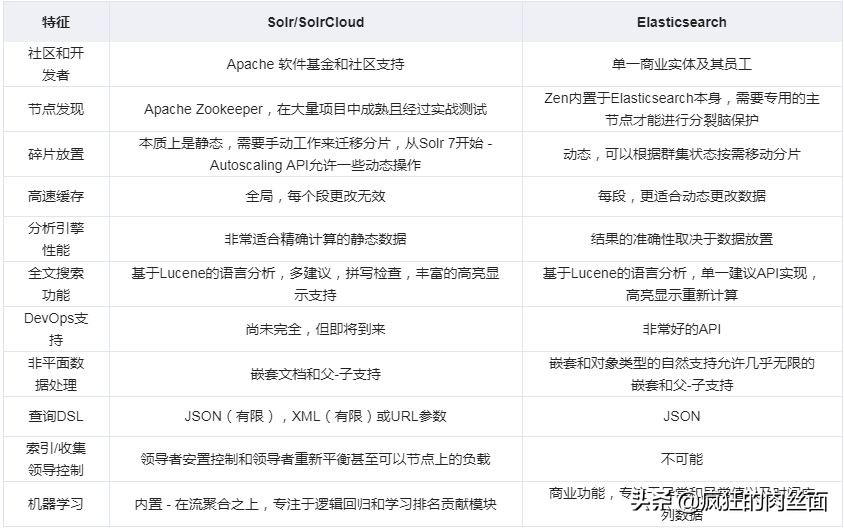 特征 Solr/SolrCloud Elasticsearch
社区和开
发者
Apache 软件基金和社区支持
单一商业实体及其员工
节点发现
Apache Zookeeper，在大量项目中成熟且经过实战测试
Zen内置于Elasticsearch本身，需要专用的主
节点才能进行分裂脑保护
碎片放置
本质上是静态，需要手动工作来迁移分片，从Solr 7开始 -
Autoscaling API允许一些动态操作
动态，可以根据群集状态按需移动分片
高速缓存
全局，每个段更改无效
每段，更适合动态更改数据
分析引擎
性能
非常适合精确计算的静态数据
结果的准确性取决于数据放置
全文搜索
功能
基于Lucene的语言分析，多建议，拼写检查，丰富的高亮显
示支持
基于Lucene的语言分析，单一建议API实现，
高亮显示重新计算
DevOps支
持
尚未完全，但即将到来
非常好的API
非平面数
据处理
嵌套文档和父-子支持
嵌套和对象类型的自然支持允许几乎无限的
嵌套和父-子支持
查询DSL
JSON（有限），XML（有限）或URL参数
JSON
索引/收集
领导控制
领导者安置控制和领导者重新平衡甚至可以节点上的负载
不可能
机器学习
内置 - 在流聚合之上，专注于逻辑回归和学习排名贡献模块
商业功能，专注于异常和异常值以及时间序
列数据
头条 @疯狂的肉丝面